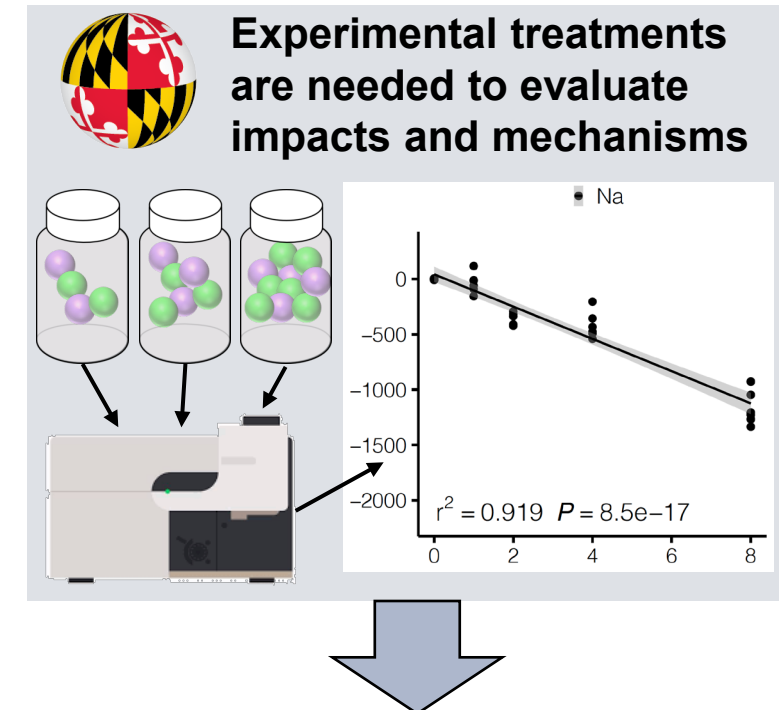 Experimental treatments
are needed to evaluate
impacts and mechanisms
Na
0
−500
−1000
−1500
−2000
r² = 0.919 P = 8.5e−17
0 2 4 6 8